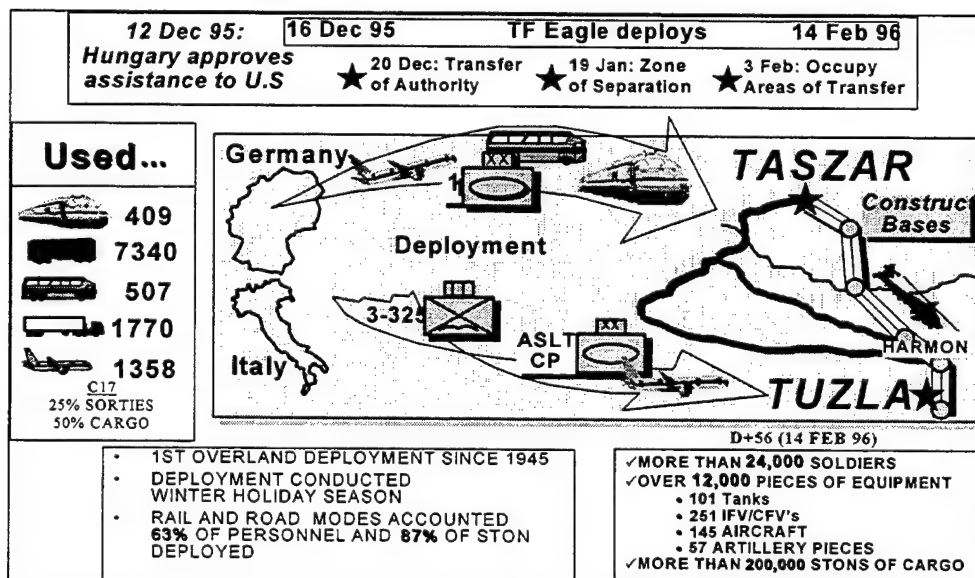 12 Dec 95:
Hungary approves
assistance to U.S
16 Dec 95 TF Eagle deploys 14 Feb 96
20 Dec: Transfer
of Authority
19 Jan: Zone
of Separation
3 Feb: Occupy
Areas of Transfer
Used...
409
7340
507
1770
1358
C17
25% SORTIES
50% CARGO
Germany
XX
1
TASZAR
Construct
Bases
Deployment
3-325
Italy
ASLT
CP
XX
HARMON
TUZLA
D+56 (14 FEB 96)
• 1ST OVERLAND DEPLOYMENT SINCE 1945
• DEPLOYMENT CONDUCTED
WINTER HOLIDAY SEASON
• RAIL AND ROAD MODES ACCOUNTED
63% OF PERSONNEL AND 87% OF STON
DEPLOYED
✓MORE THAN 24,000 SOLDIERS
✓OVER 12,000 PIECES OF EQUIPMENT
• 101 Tanks
• 251 IFV/CFV's
• 145 AIRCRAFT
• 57 ARTILLERY PIECES
✓MORE THAN 200,000 STONS OF CARGO